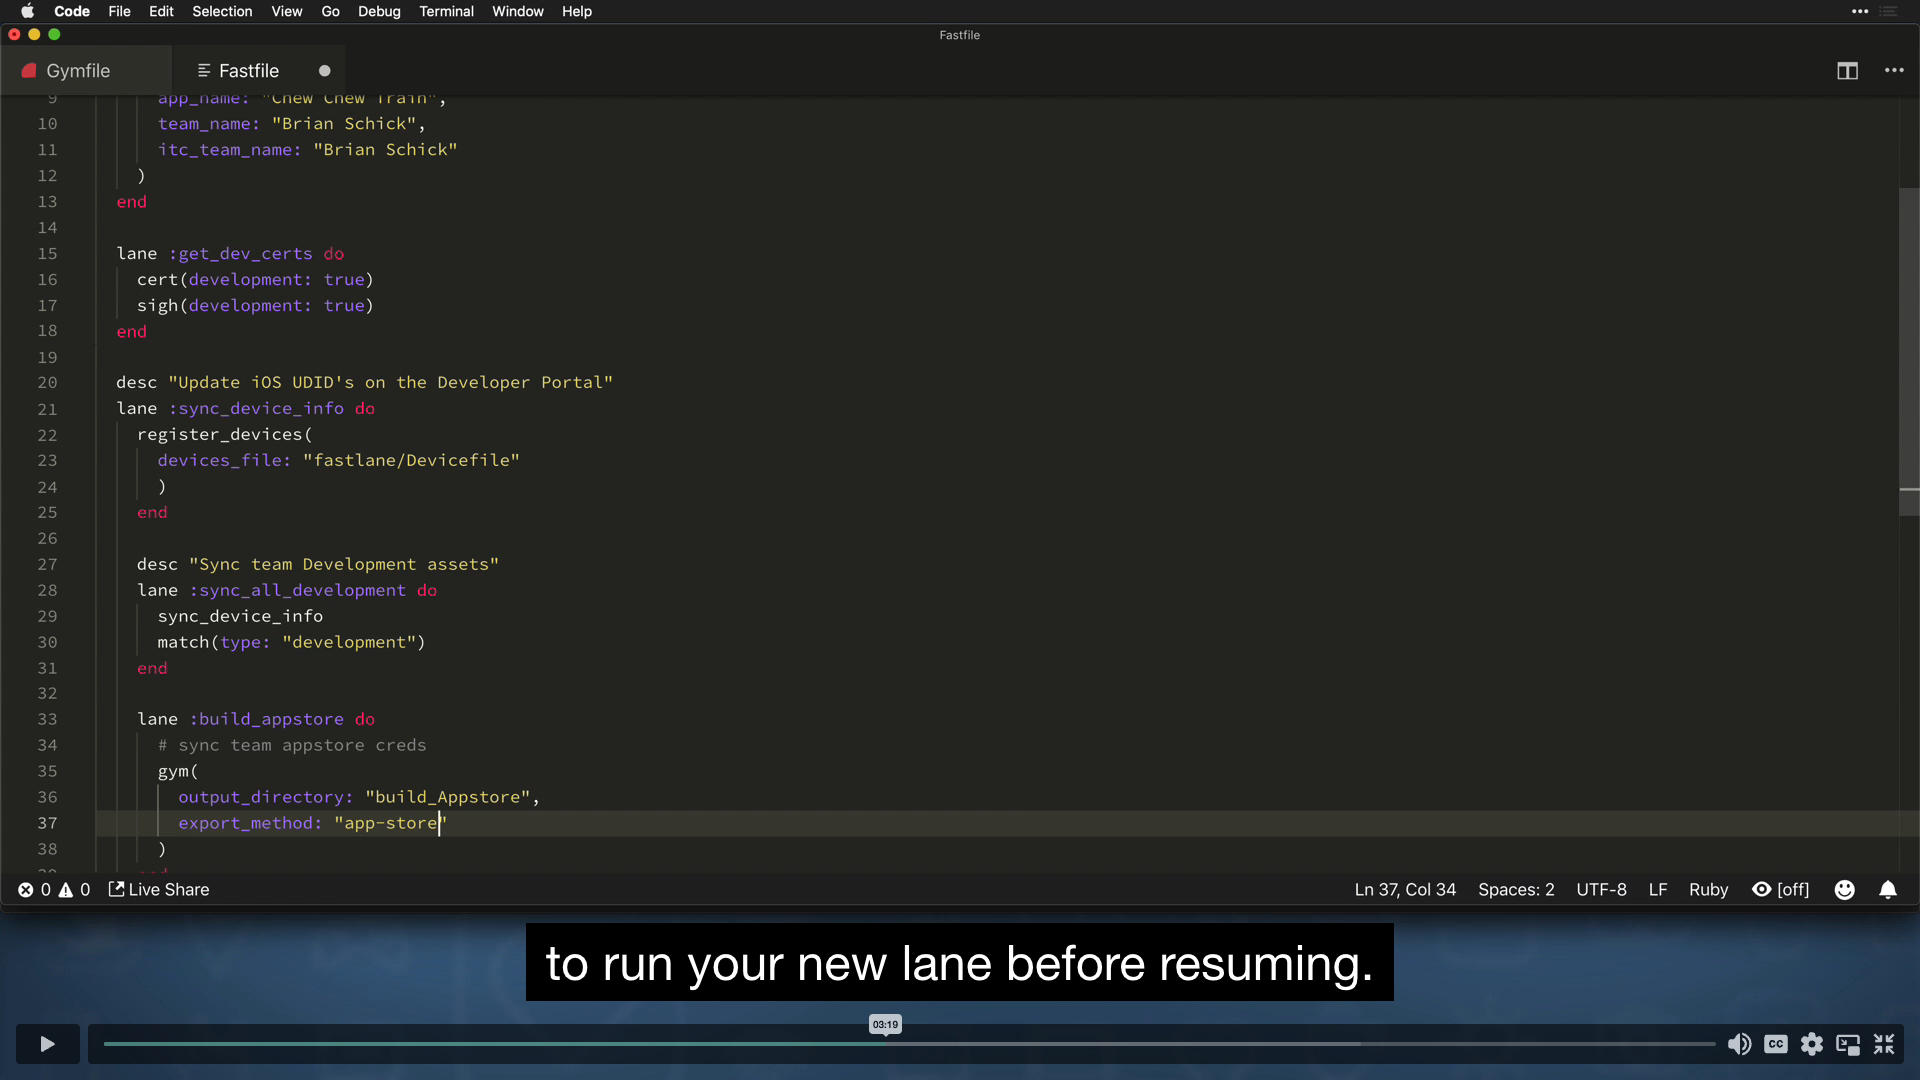 Code File Edit Selection View Go Debug Terminal Window Help
Fastfile
Gymfile Fastfile
9 app_name: "Chew Chew Train",
10 team_name: "Brian Schick",
11 itc_team_name: "Brian Schick"
12 )
13 end
14
15 lane :get_dev_certs do
16 cert(development: true)
17 sigh(development: true)
18 end
19
20 desc "Update iOS UDID's on the Developer Portal"
21 lane :sync_device_info do
22 register_devices(
23 devices_file: "fastlane/Devicefile"
24 )
25 end
26
27 desc "Sync team Development assets"
28 lane :sync_all_development do
29 sync_device_info
30 match(type: "development")
31 end
32
33 lane :build_appstore do
34 # sync team appstore creds
35 gym(
36 output_directory: "build_Appstore",
37 export_method: "app-store"
38 )
0 0 Live Share Ln 37, Col 34 Spaces: 2 UTF-8 LF Ruby [off]
to run your new lane before resuming.
03:19
CC